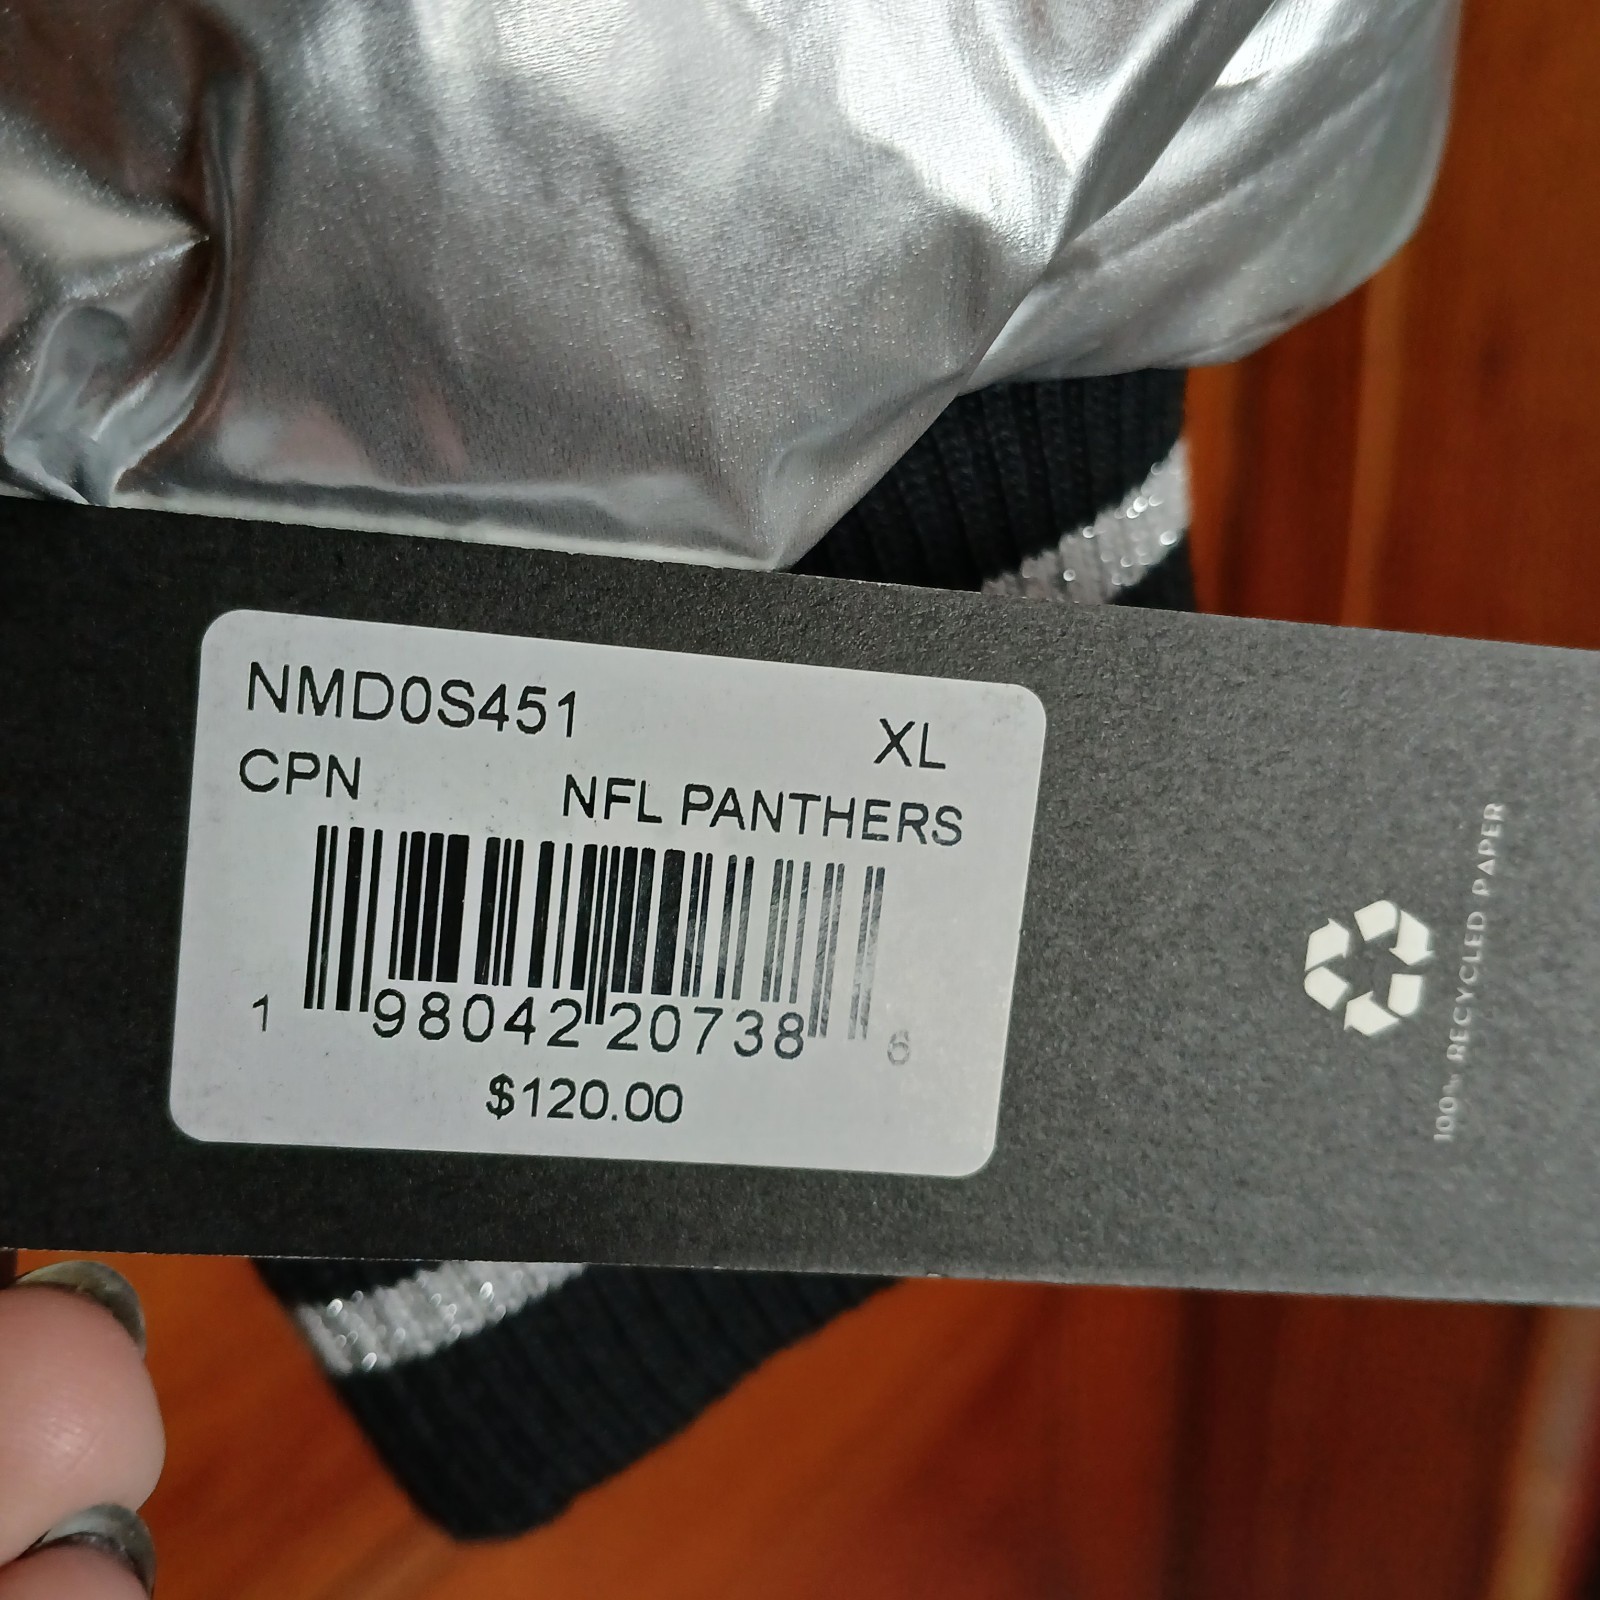 NMD0S451
XL
CPN
NFL PANTHERS
1 98042 20738 6
$120.00
100% RECYCLED PAPER